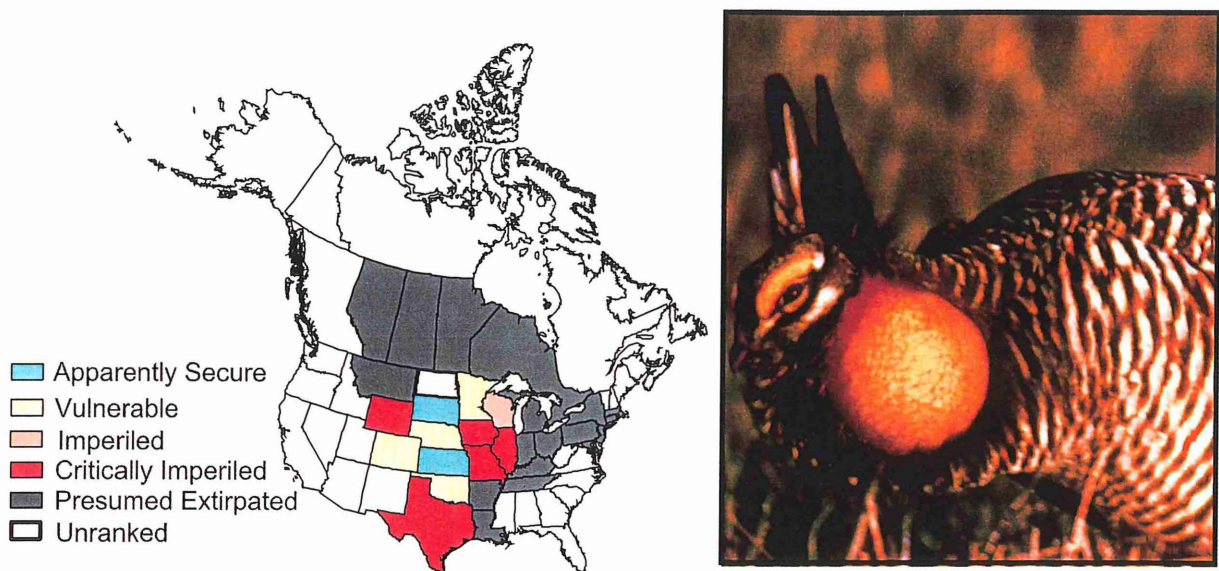 Apparently Secure
Vulnerable
Imperiled
Critically Imperiled
Presumed Extirpated
Unranked